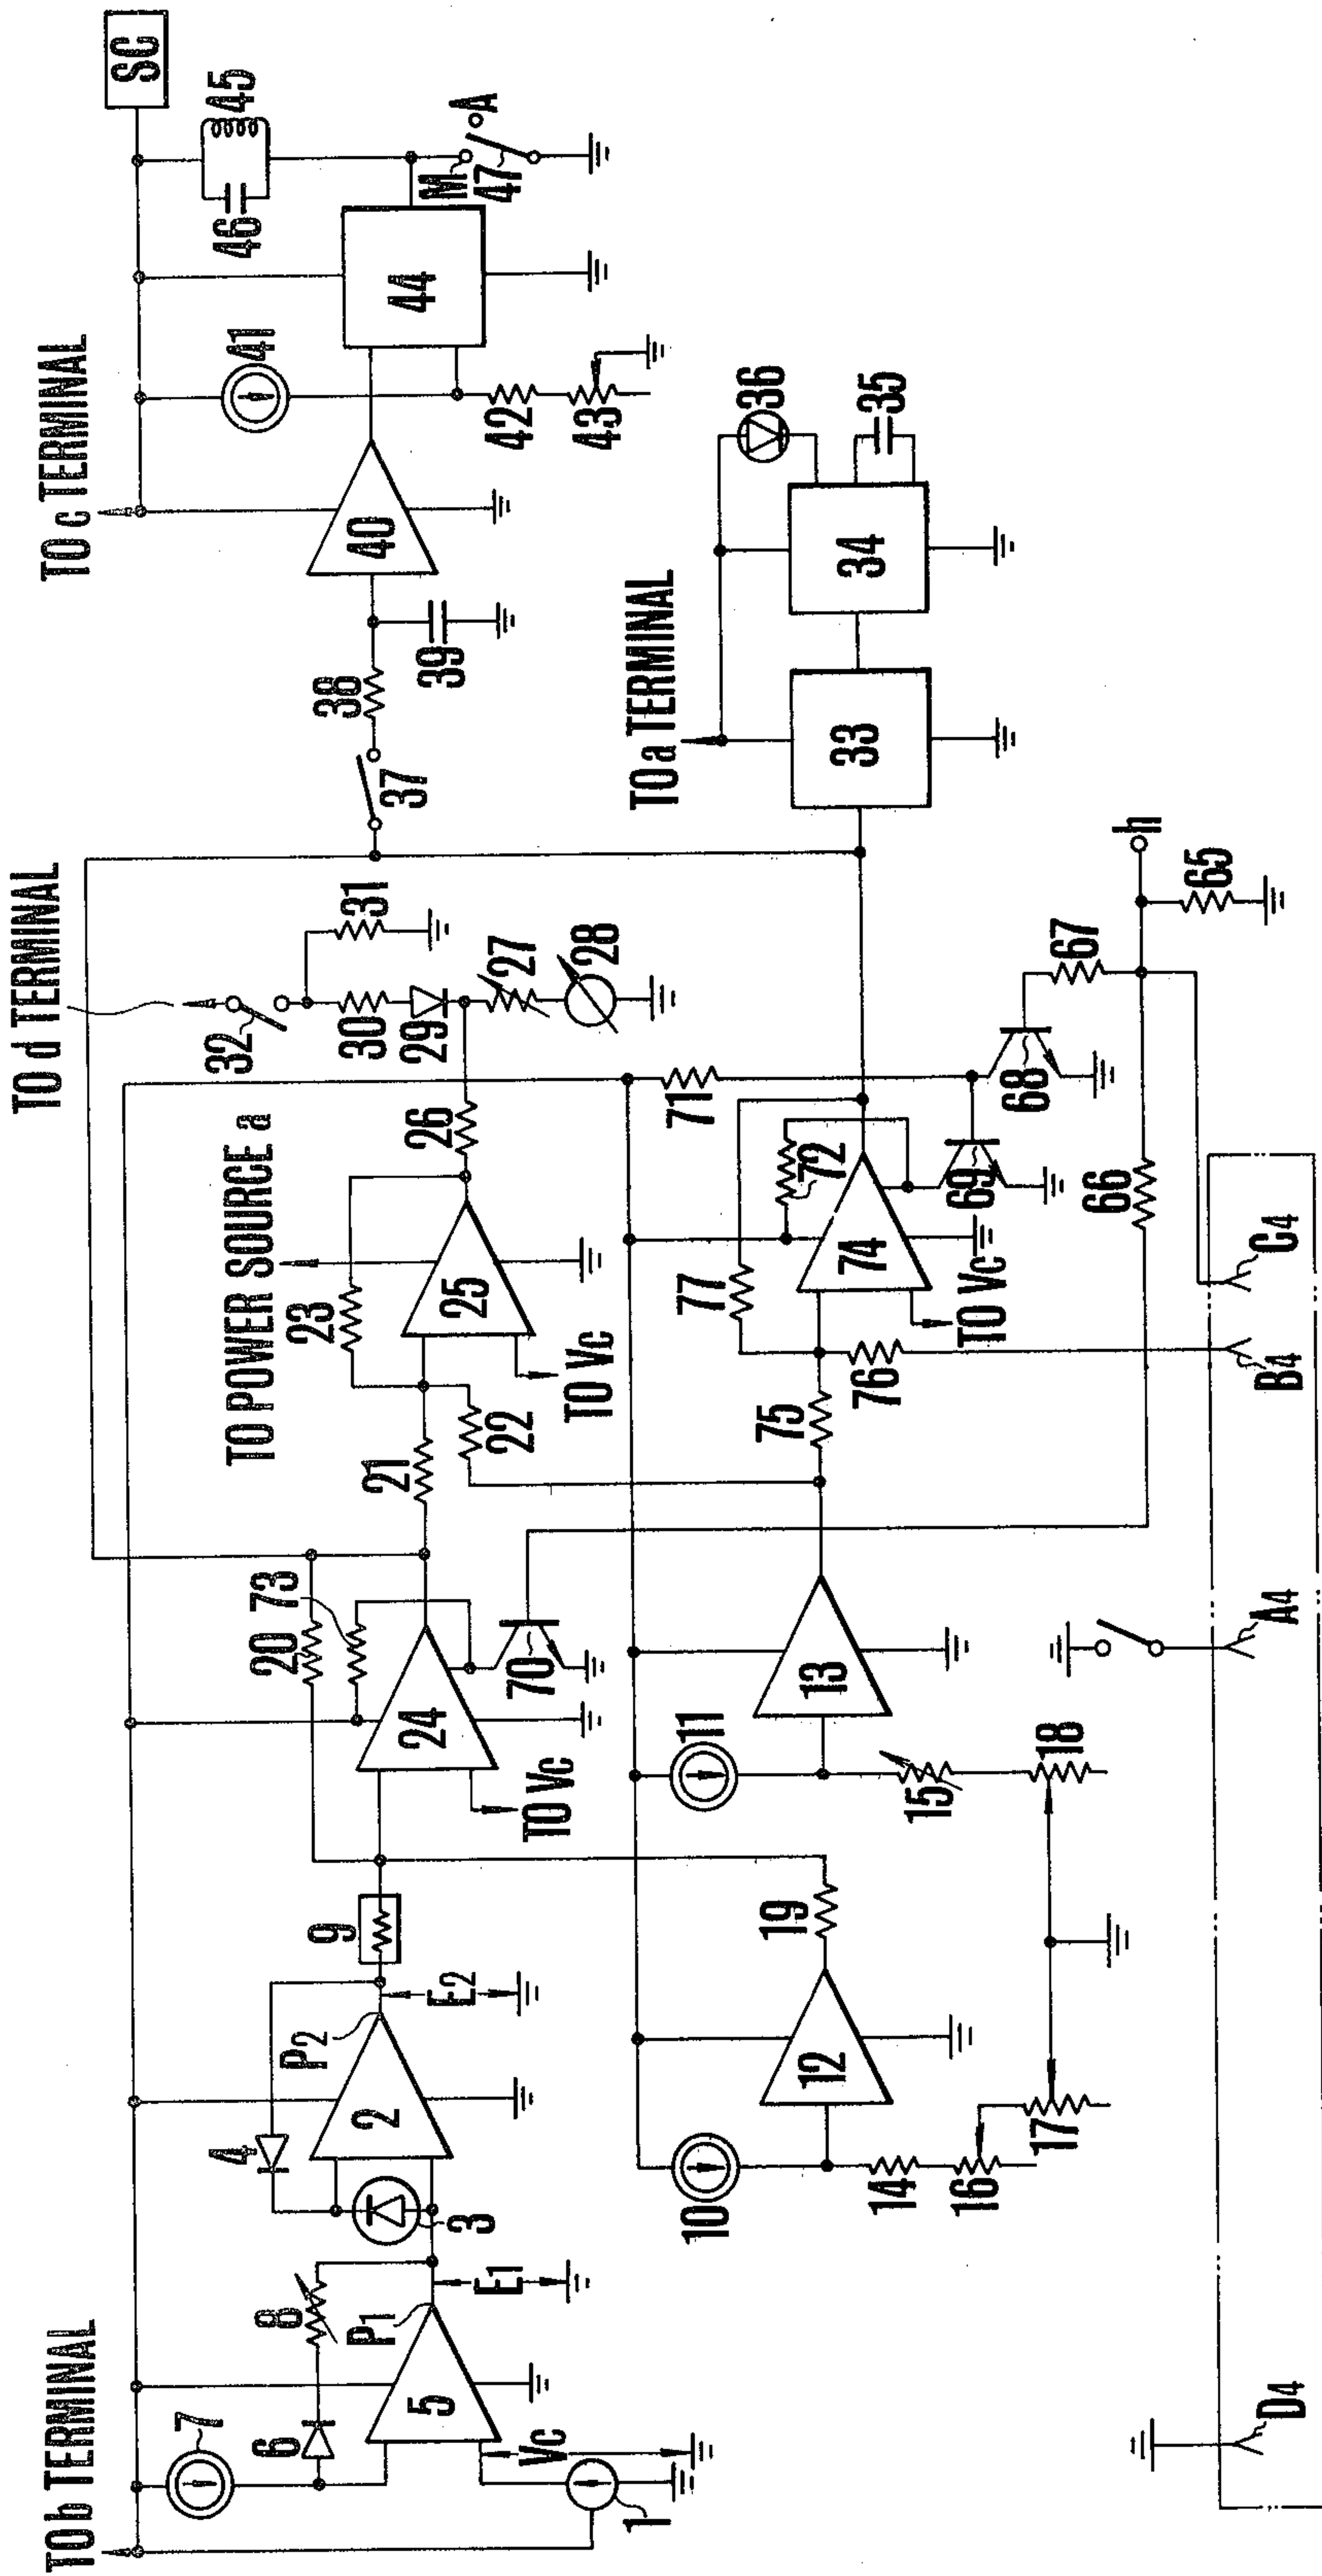 TO b TERMINAL
TO d TERMINAL
TO c TERMINAL
SC
7
6
8
5
P1
E1
Vc
1
4
3
2
P2
E2
9
20
73
24
TO Vc
70
21
22
23
TO POWER SOURCE a
25
TO Vc
26
32
30
29
31
27
28
37
38
39
40
41
42
43
44
46
45
M
A
47
10
14
16
17
12
19
11
15
18
13
75
76
77
74
TO Vc
72
71
69
68
67
66
65
h
TO a TERMINAL
33
34
36
35
D4
A4
B4
C4